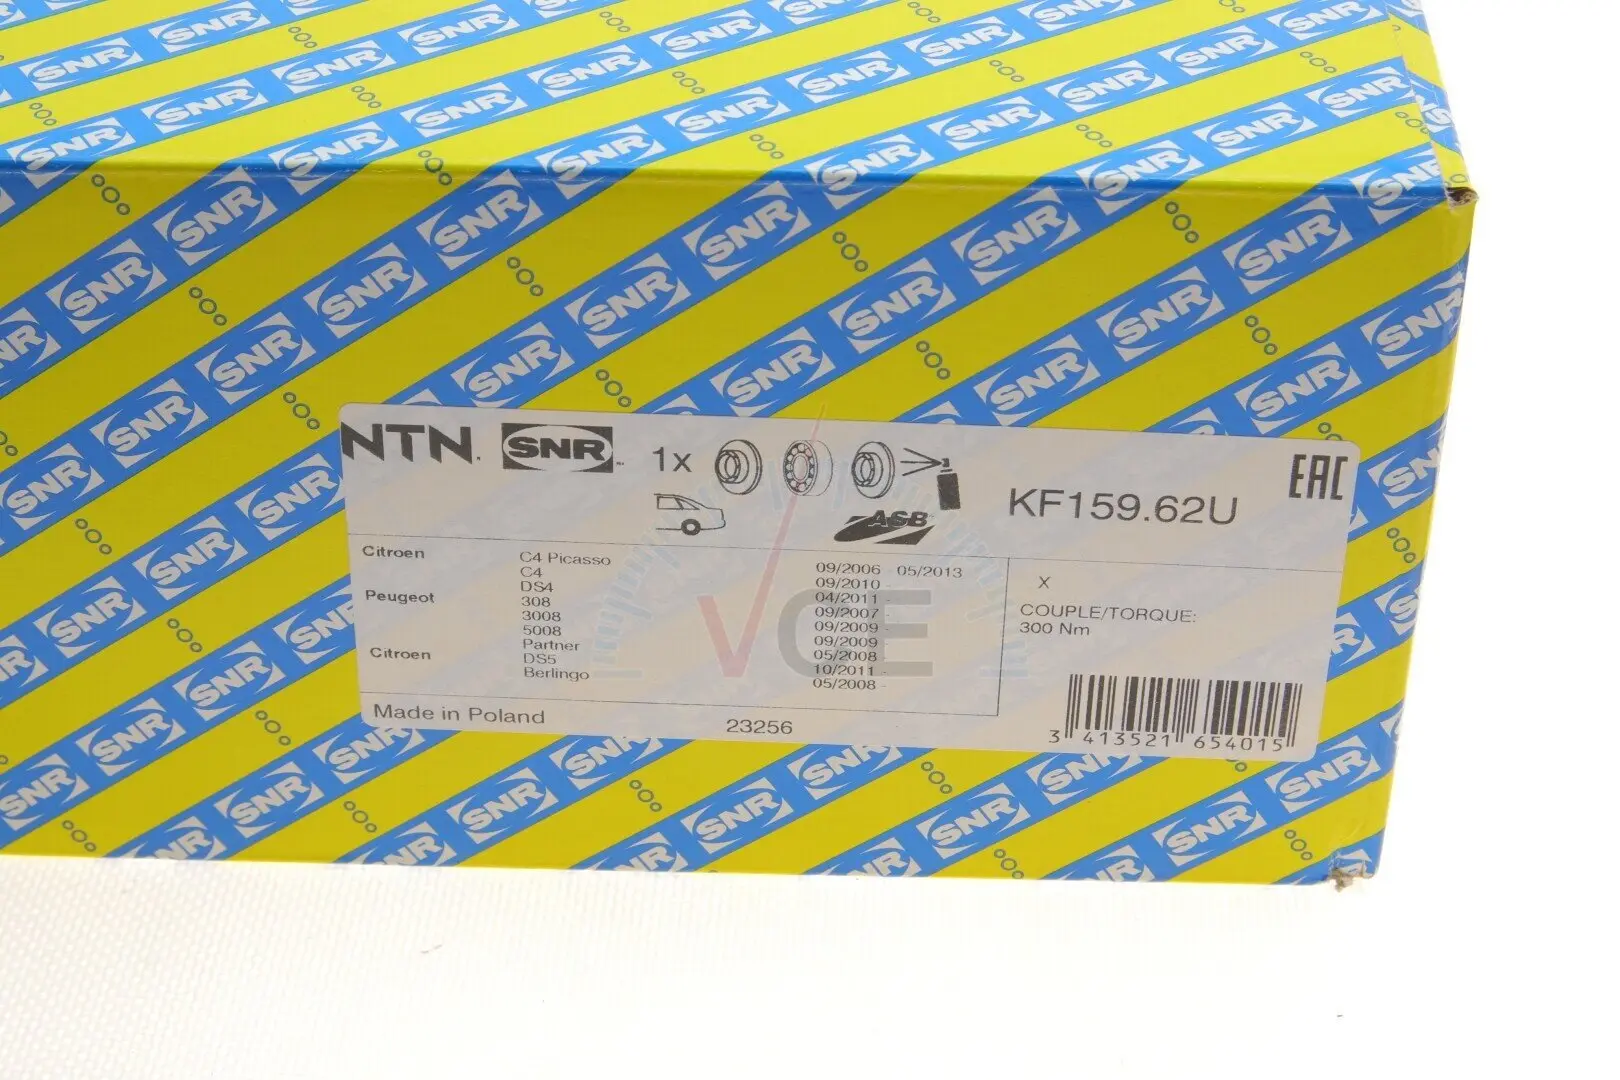 NTN. SNR 1x KF159.62U EAC
ASB
Citroen C4 Picasso 09/2006 - 05/2013
C4 09/2010 -
DS4 04/2011 -
Peugeot 308 09/2007 -
3008 09/2009 -
5008 09/2009 -
Partner 05/2008 -
Citroen DS5 10/2011 -
Berlingo 05/2008 -
X
COUPLE/TORQUE:
300 Nm
Made in Poland 23256
3 413521 654015
VCE